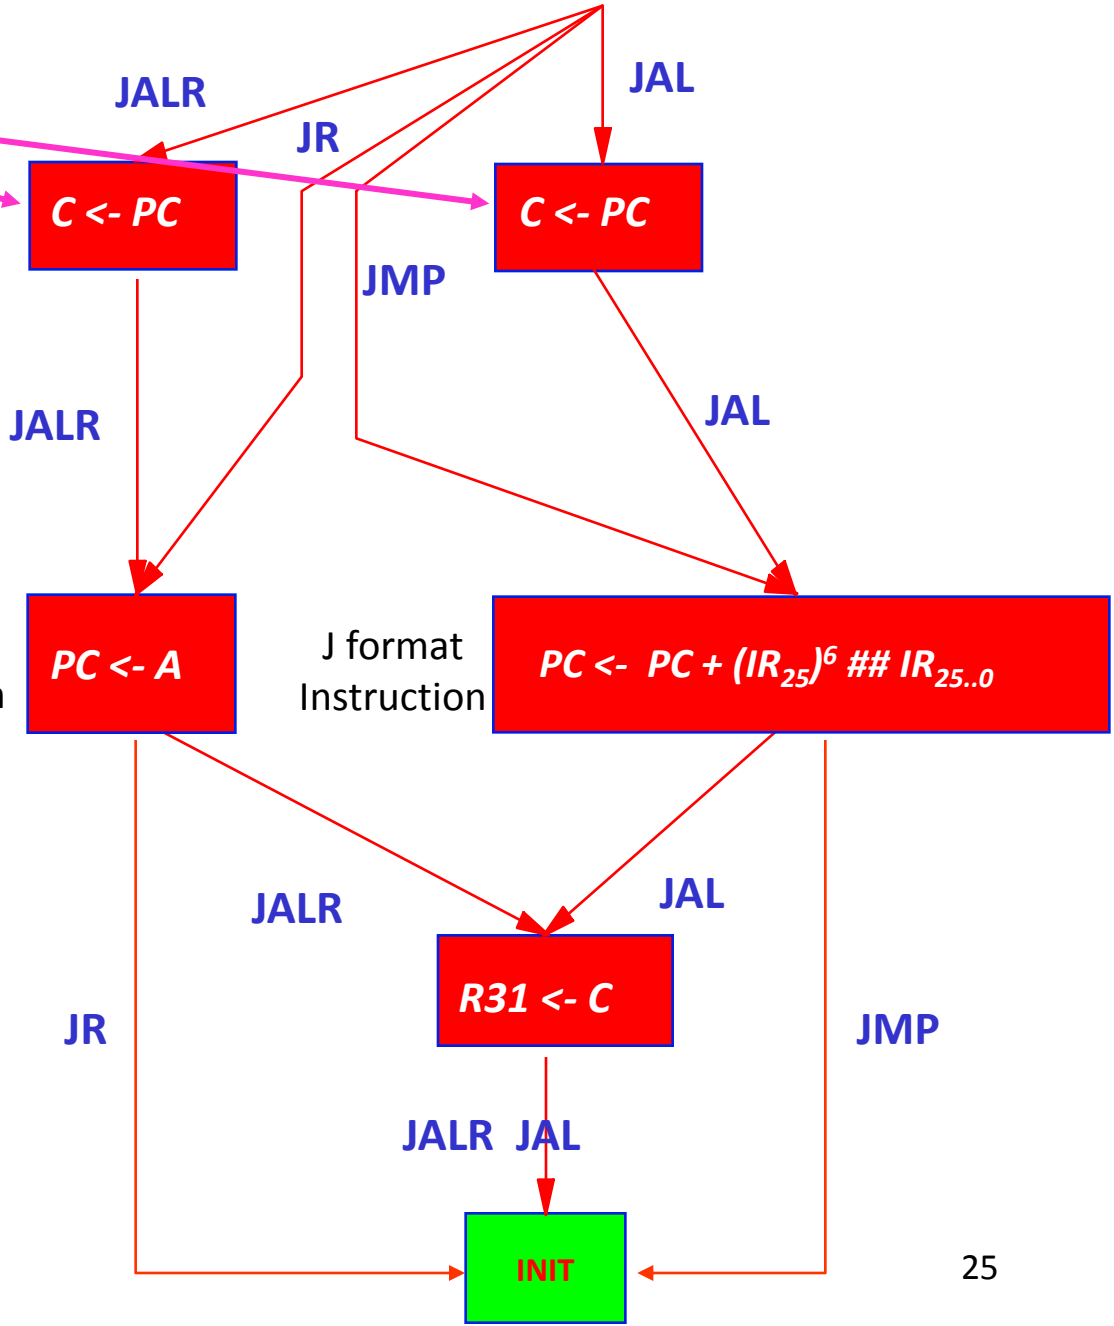 JALR
JAL
JR
C <- PC
C <- PC
JMP
JALR
JAL
PC <- A
J format
Instruction
PC <- PC + (IR₂₅)⁶ ## IR₂₅..₀
n
JALR
JAL
R31 <- C
JR
JMP
JALR JAL
INIT
25